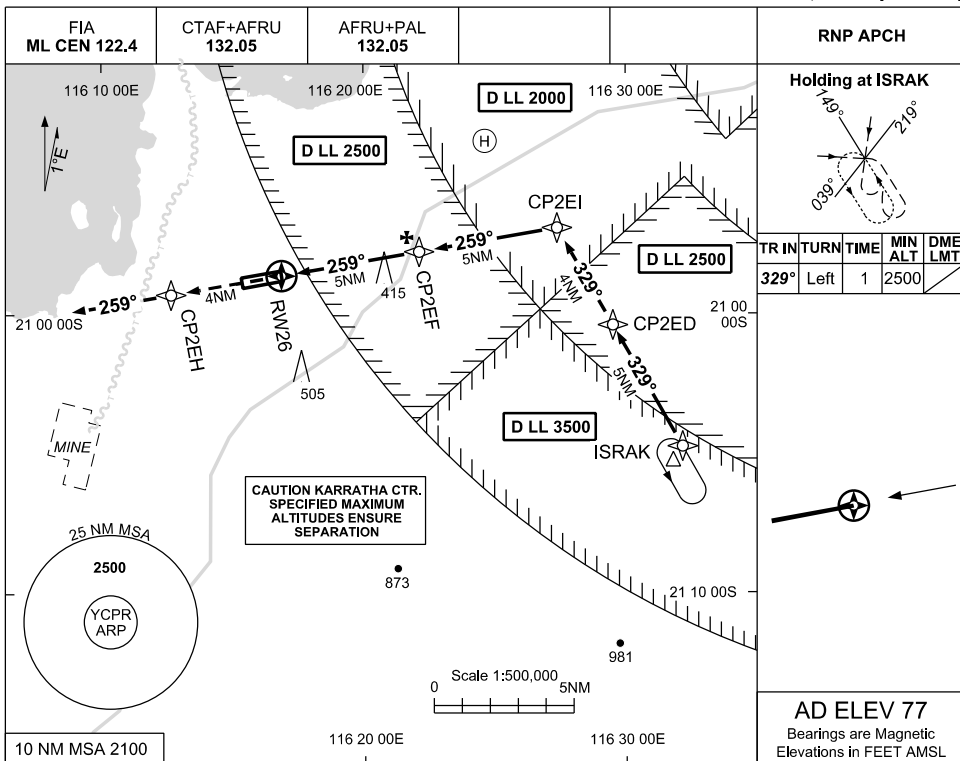 FIA
ML CEN 122.4
CTAF+AFRU
132.05
AFRU+PAL
132.05
RNP APCH
116 10 00E
116 20 00E
116 30 00E
D LL 2000
D LL 2500
H
1°E
CP2EI
259°
5NM
D LL 2500
329°
4NM
259°
5NM
415
CP2EF
259°
4NM
CP2EH
RW26
21 00 00S
21 00
00S
CP2ED
329°
5NM
505
D LL 3500
ISRAK
MINE
CAUTION KARRATHA CTR.
SPECIFIED MAXIMUM
ALTITUDES ENSURE
SEPARATION
25 NM MSA
2500
YCPR
ARP
873
21 10 00S
981
Scale 1:500,000
0
5NM
10 NM MSA 2100
116 20 00E
116 30 00E
Holding at ISRAK
149°
219°
039°
TR IN TURN TIME MIN ALT DME LMT
329° Left 1 2500
AD ELEV 77
Bearings are Magnetic
Elevations in FEET AMSL